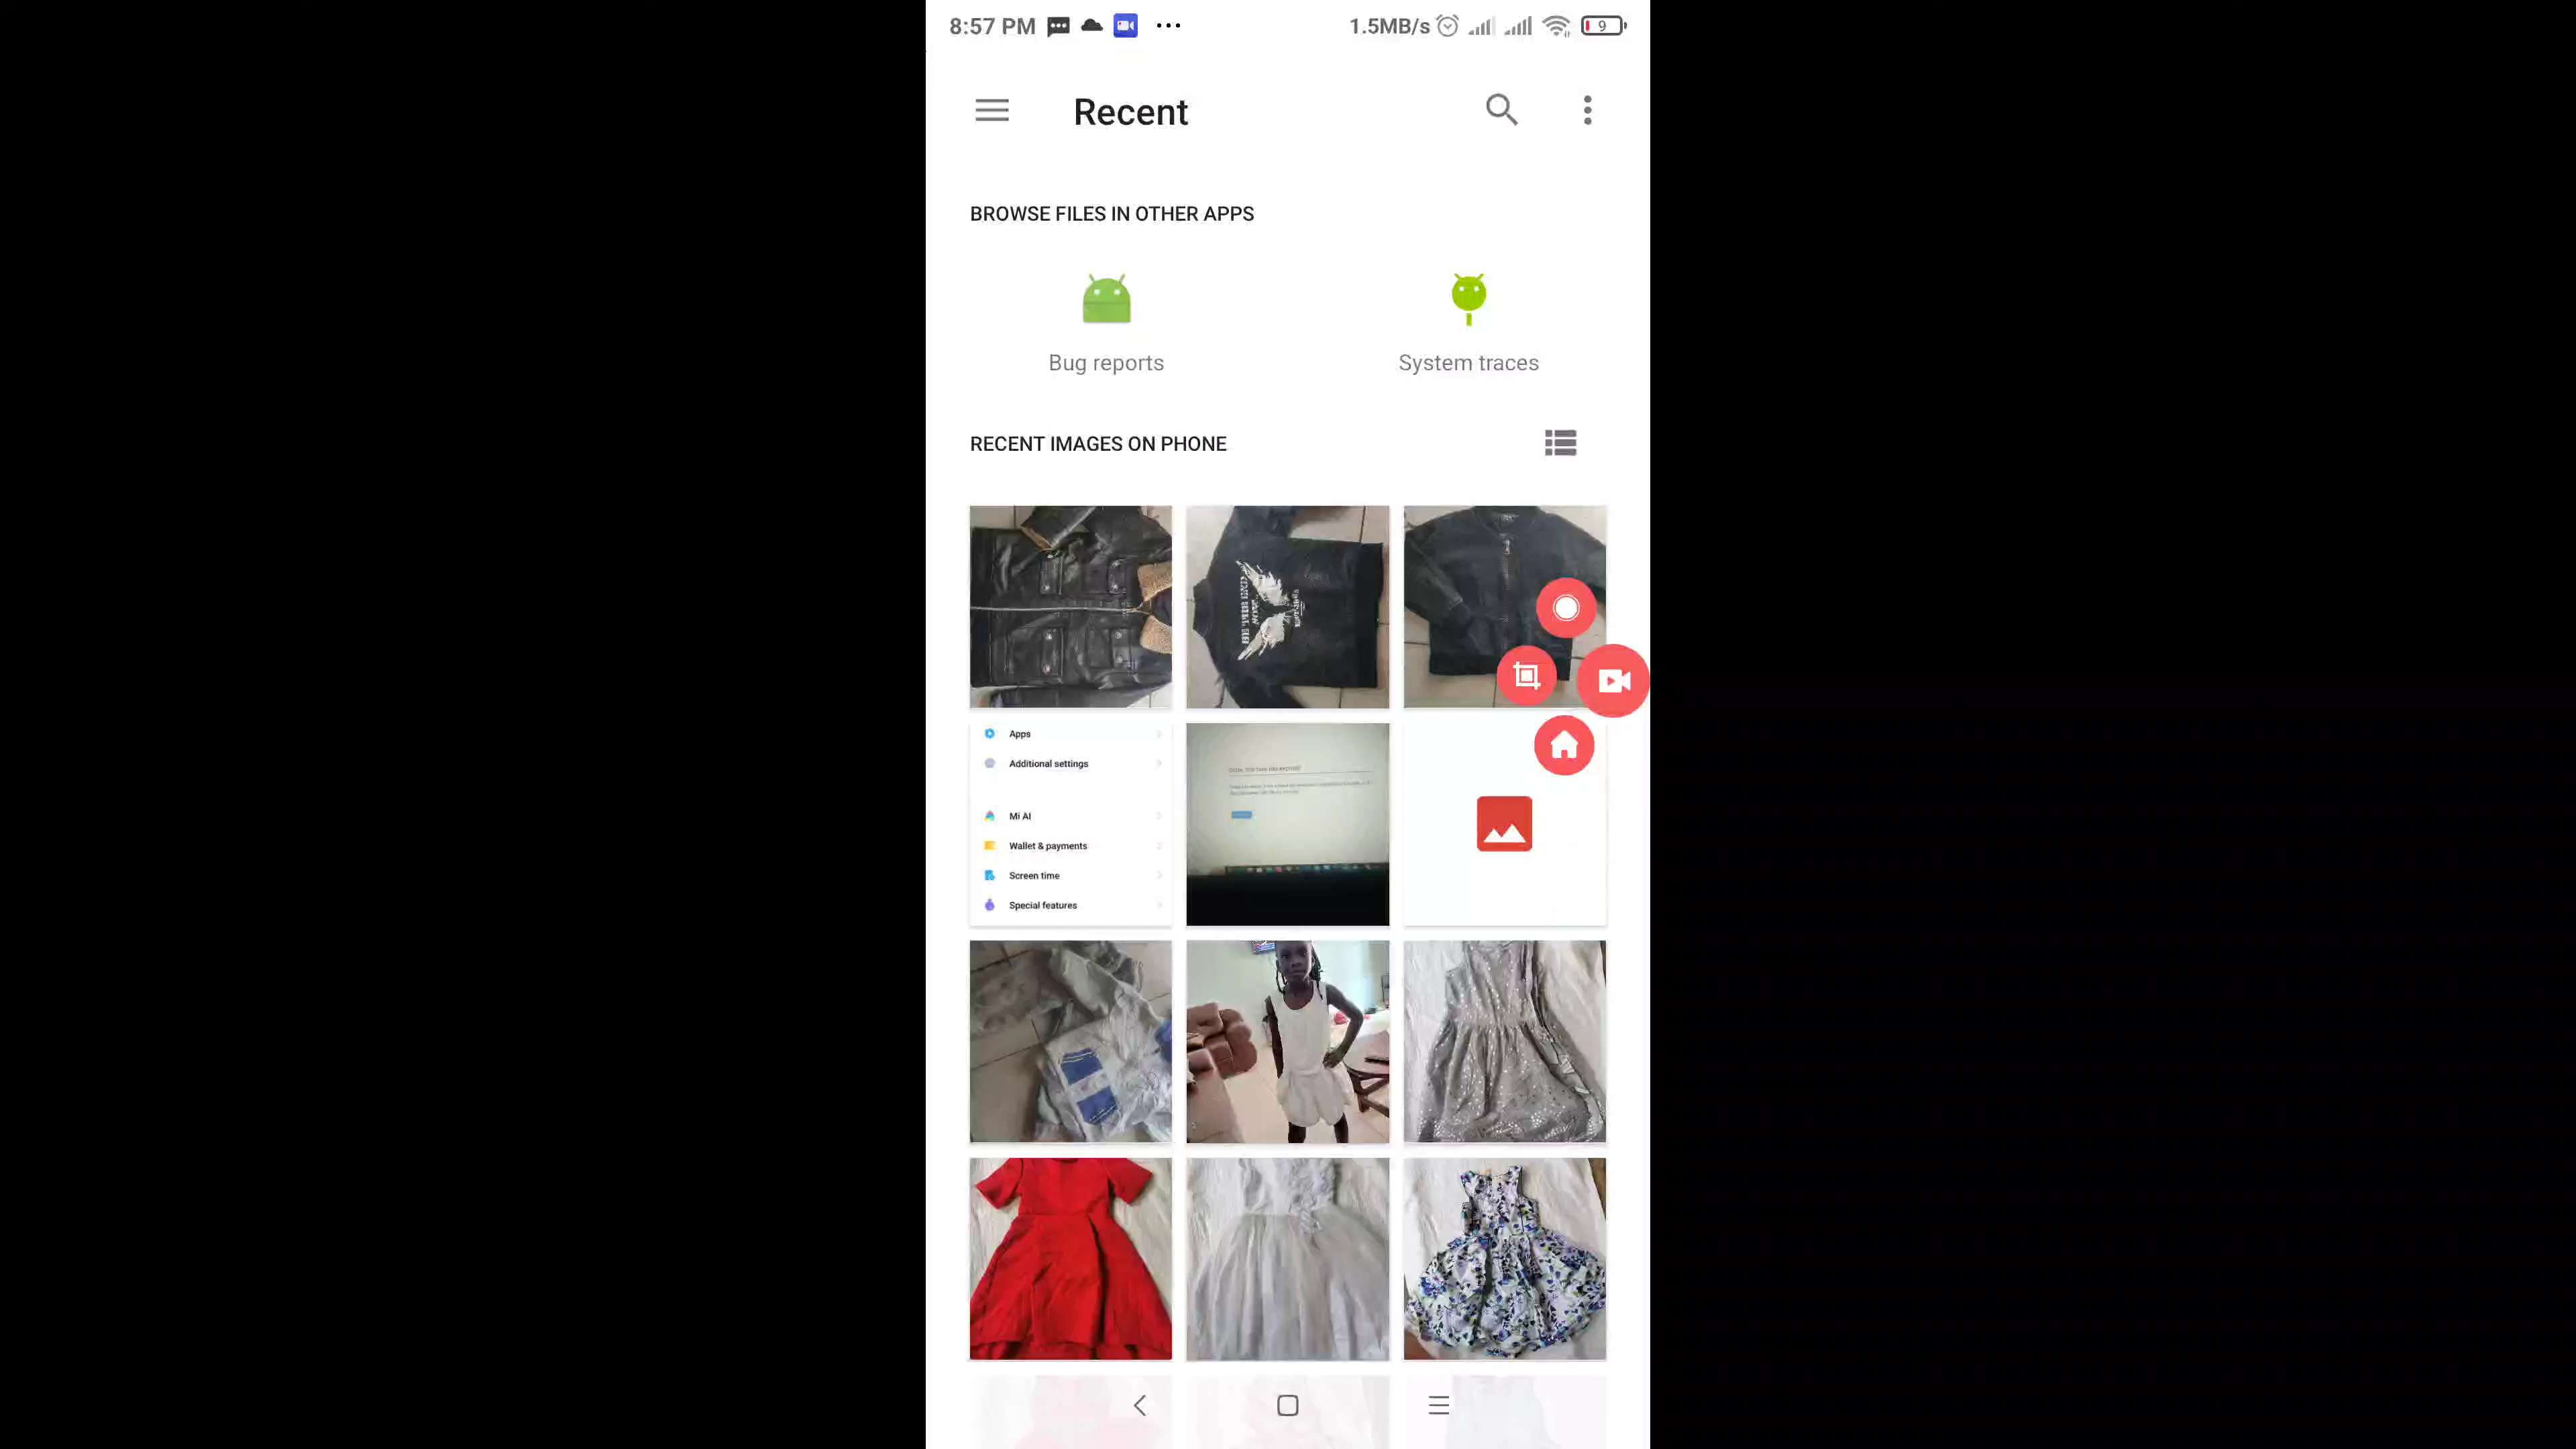 8:57 PM
1.5MB/s
9
Recent
BROWSE FILES IN OTHER APPS
Bug reports
System traces
RECENT IMAGES ON PHONE
Apps
Additional settings
Mi AI
Wallet & payments
Screen time
Special features